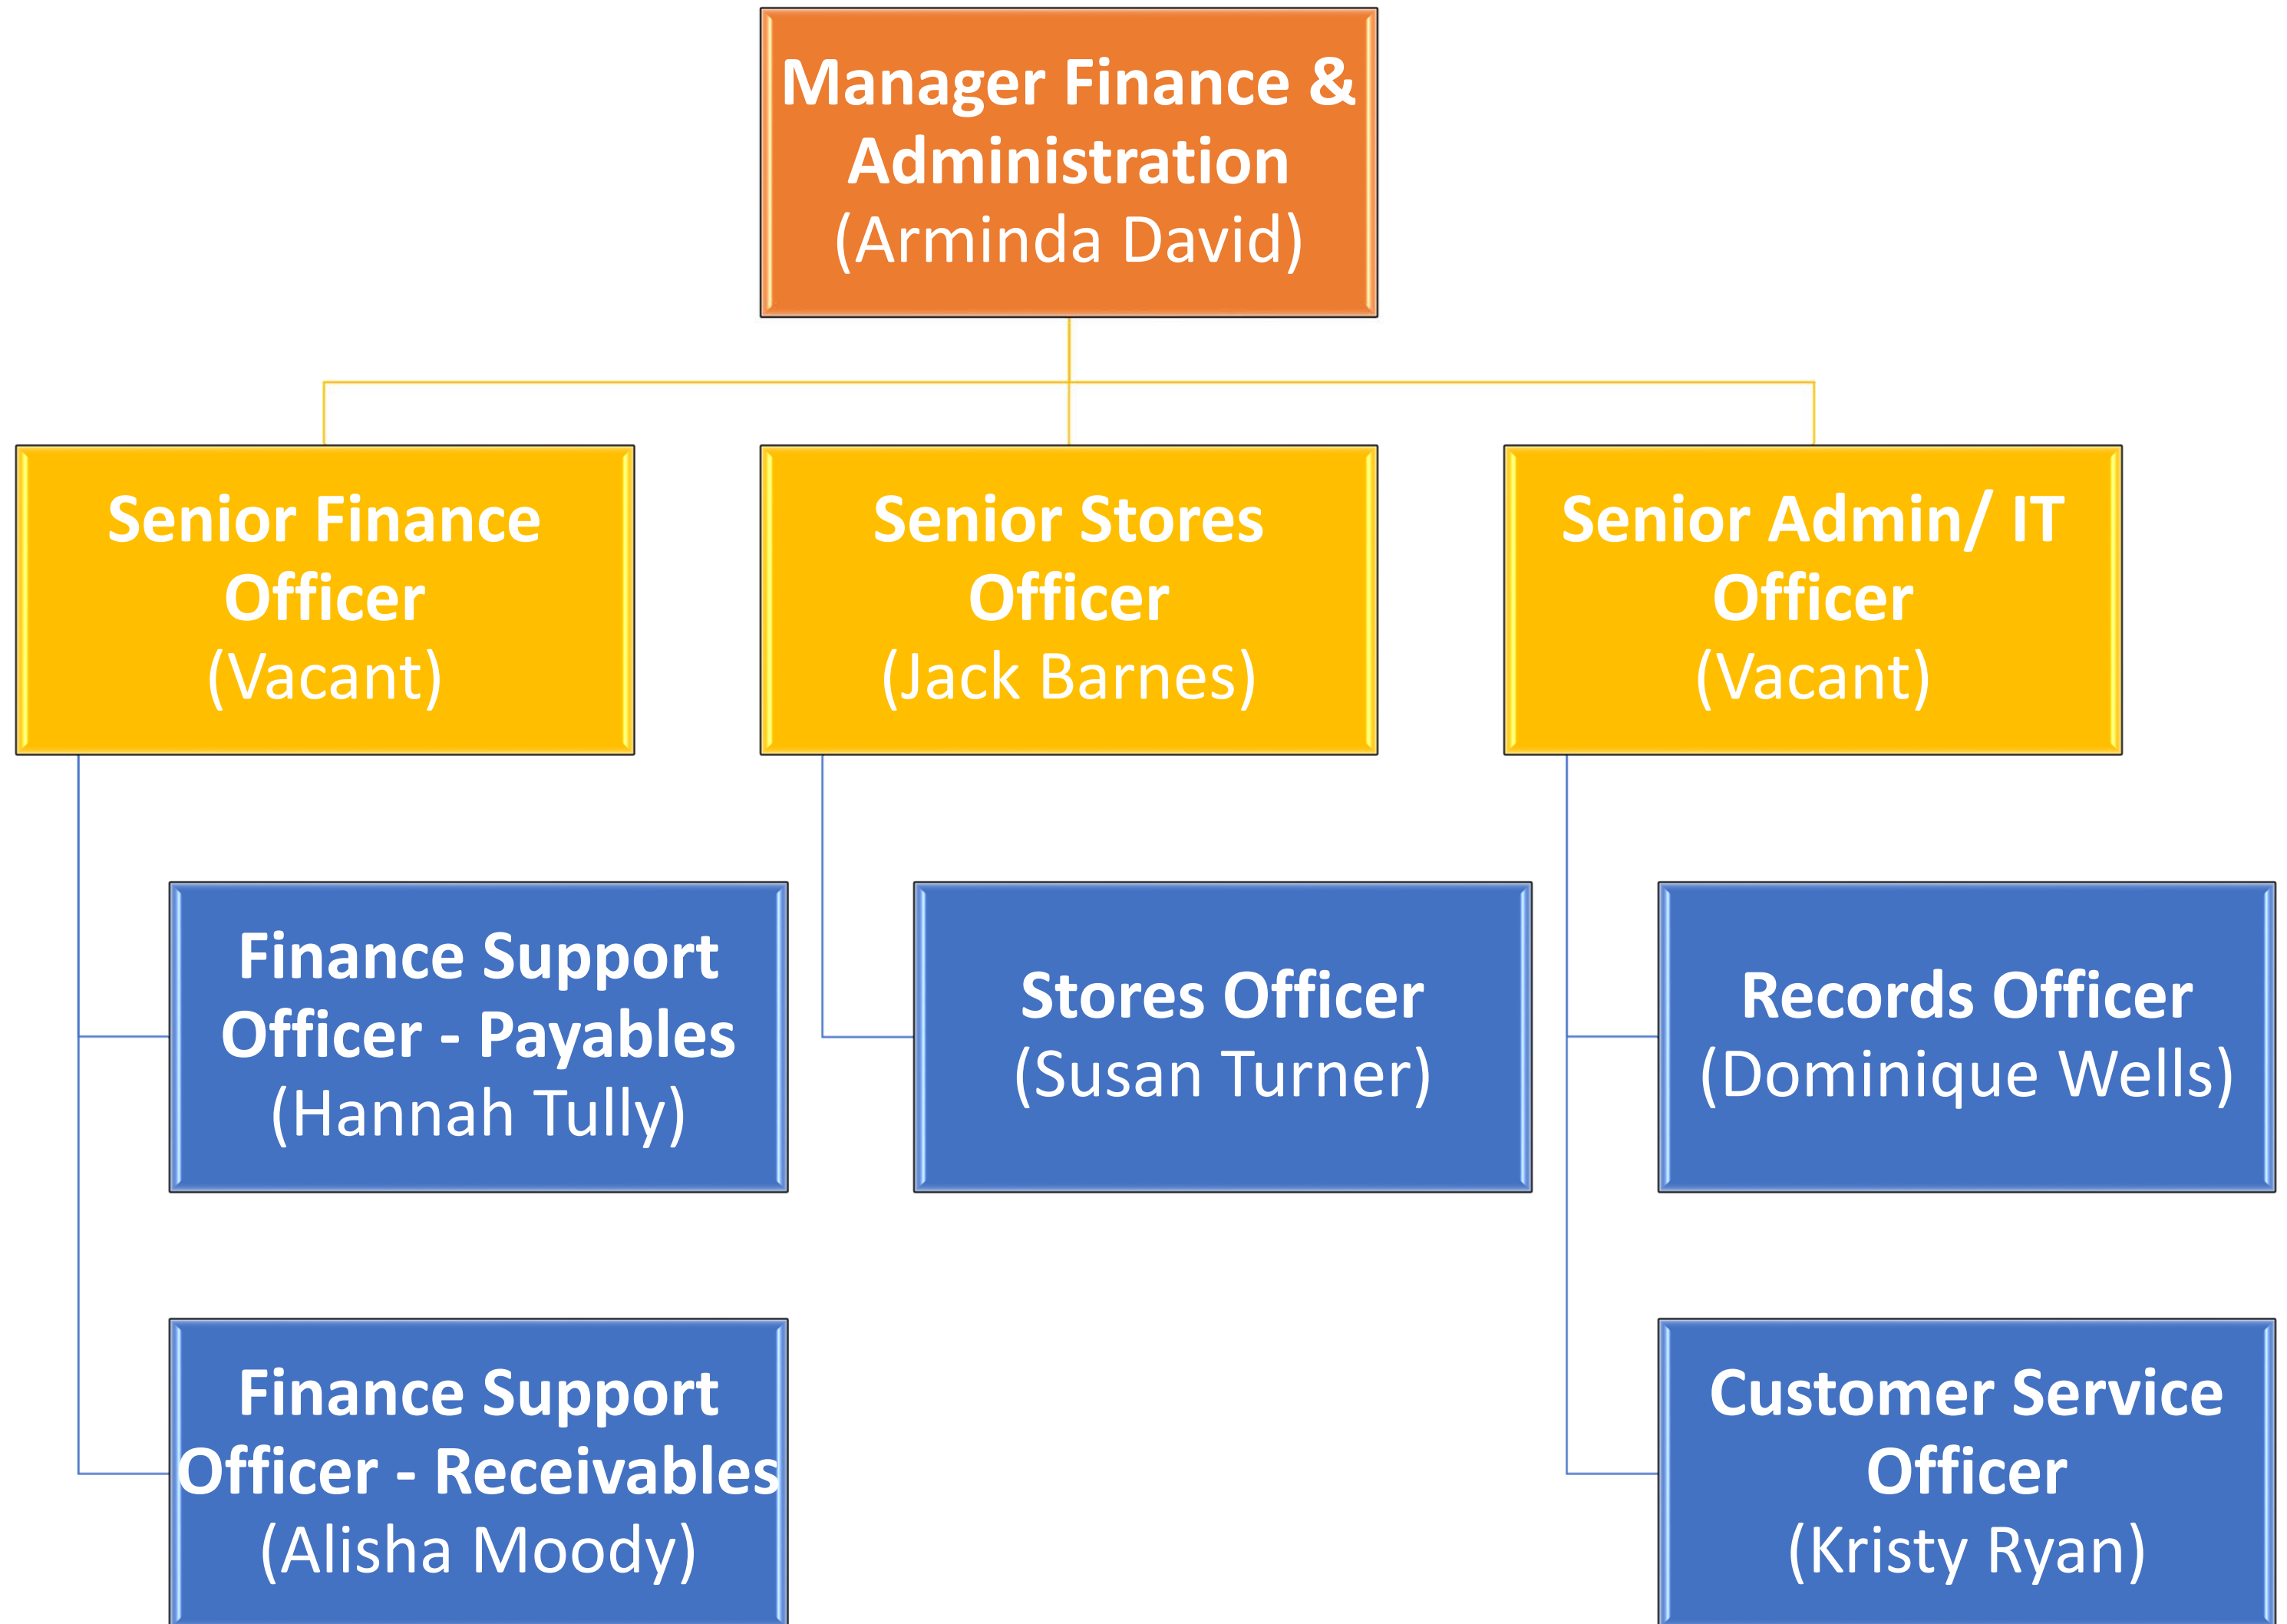 Manager Finance &
Administration
(Arminda David)
Senior Finance
Officer
(Vacant)
Senior Stores
Officer
(Jack Barnes)
Senior Admin/ IT
Officer
(Vacant)
Finance Support
Officer - Payables
(Hannah Tully)
Stores Officer
(Susan Turner)
Records Officer
(Dominique Wells)
Finance Support
Officer - Receivables
(Alisha Moody)
Customer Service
Officer
(Kristy Ryan)